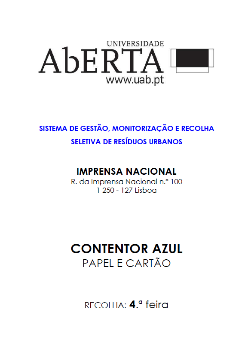 UNIVERSIDADE
AbERTA
www.uab.pt
SISTEMA DE GESTÃO, MONITORIZAÇÃO E RECOLHA
SELETIVA DE RESÍDUOS URBANOS
IMPRENSA NACIONAL
R. da Imprensa Nacional n.º 100
1 250 - 127 Lisboa
CONTENTOR AZUL
PAPEL E CARTÃO
RECOLHA: 4.ª feira